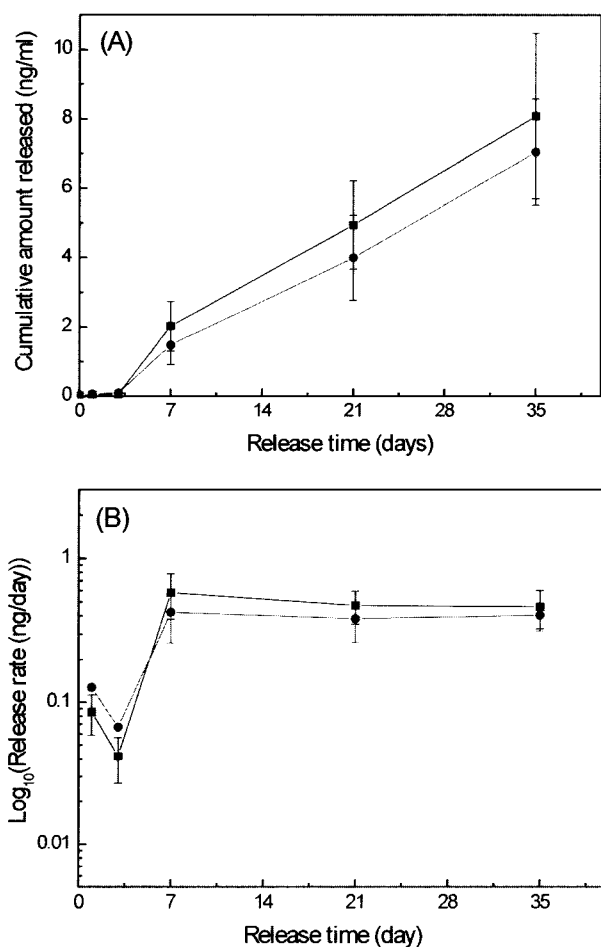 (A)
Cumulative amount released (ng/ml)
10
8
6
4
2
0
0 7 14 21 28 35
Release time (days)
(B)
Log10(Release rate (ng/day))
1
0.1
0.01
0 7 14 21 28 35
Release time (day)